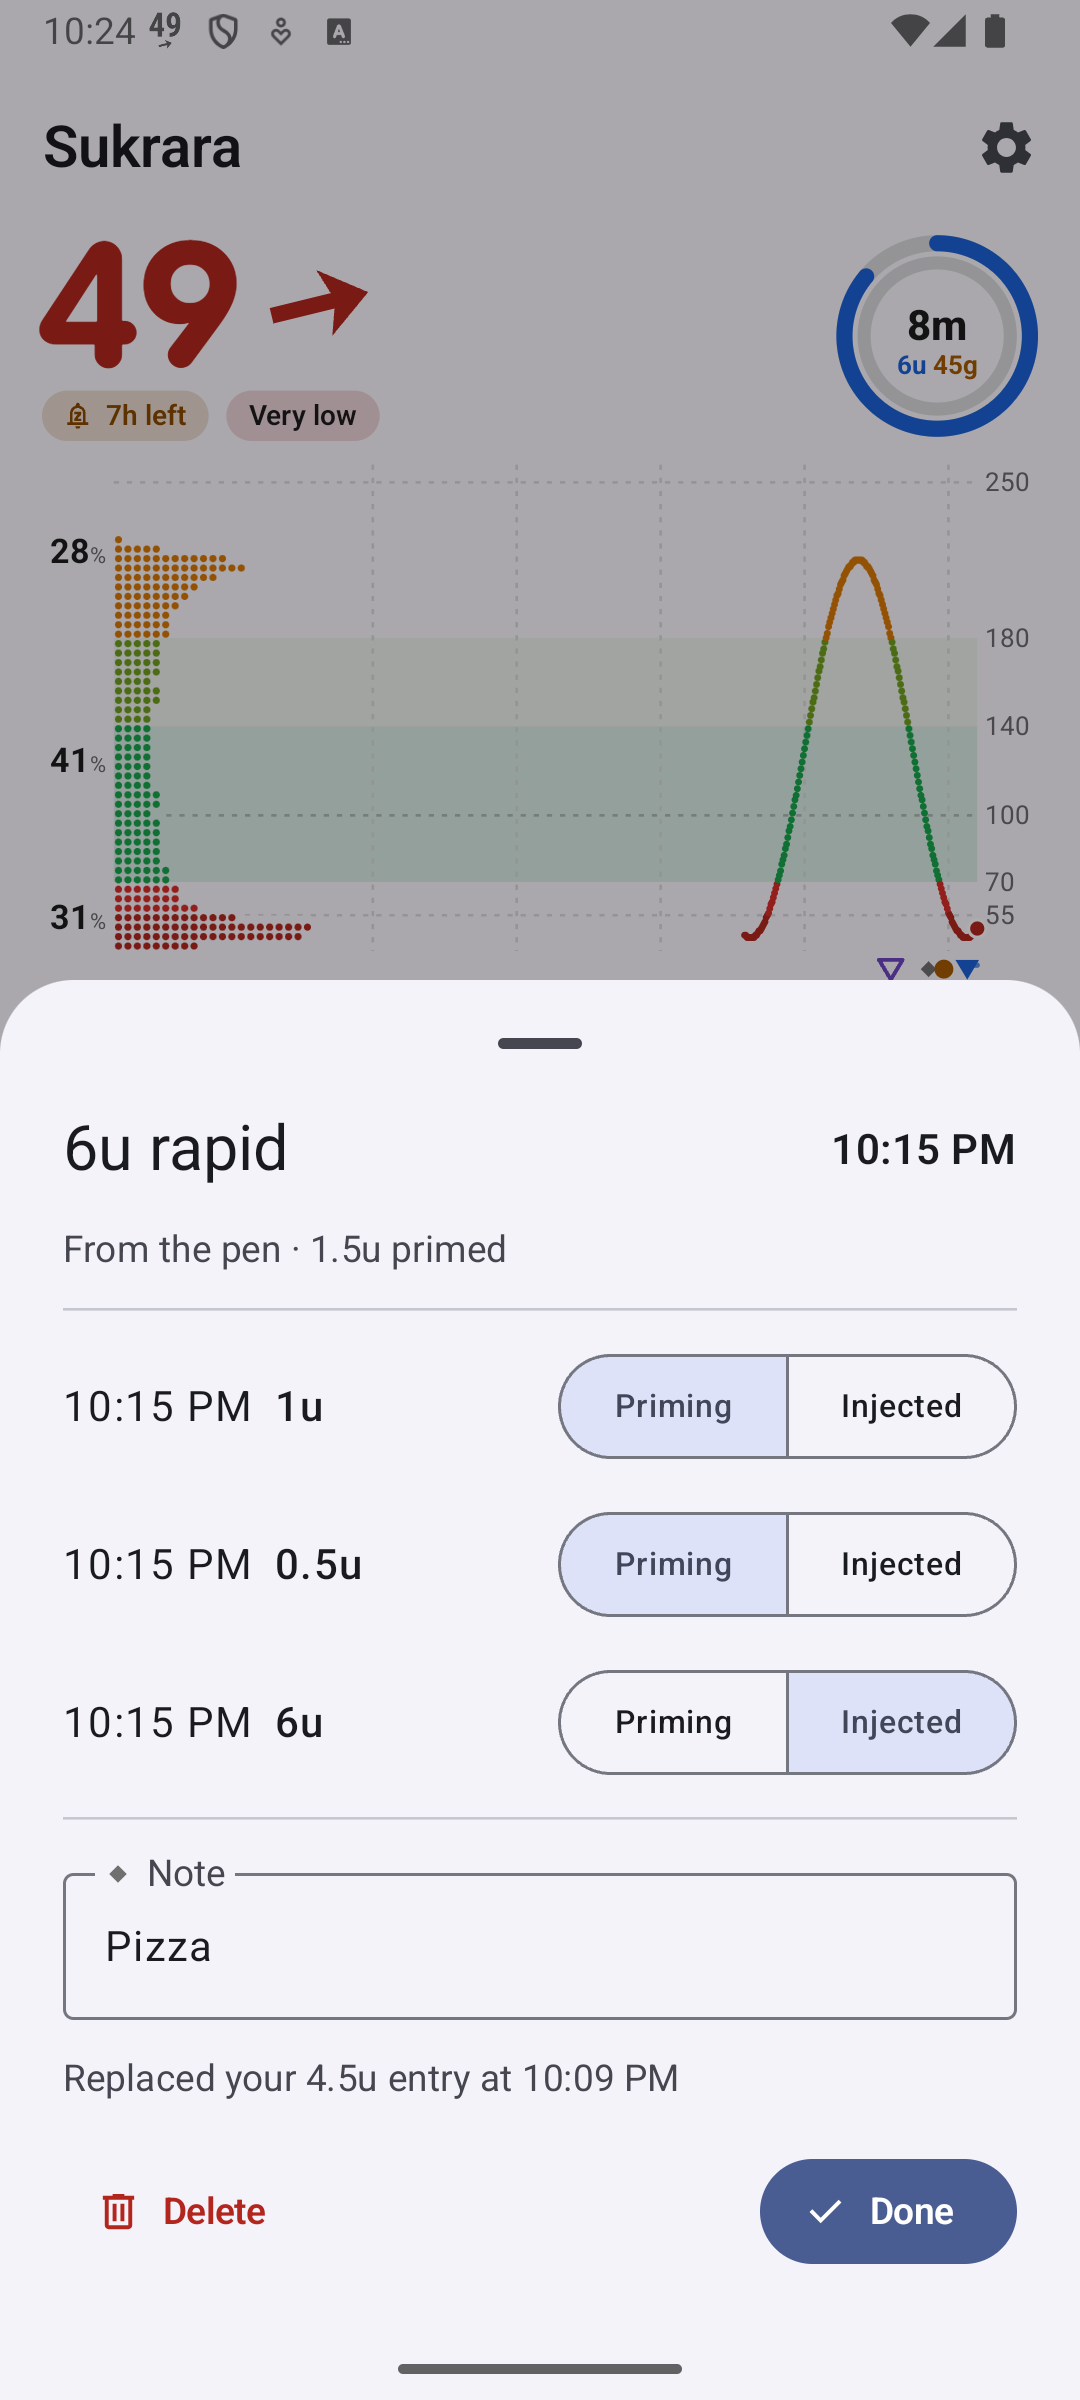 10:24 49
Sukrara
49
8m
6u 45g
7h left
Very low
250
28%
180
140
41%
100
70
31%
55
6u rapid
10:15 PM
From the pen · 1.5u primed
10:15 PM 1u
Priming
Injected
10:15 PM 0.5u
Priming
Injected
10:15 PM 6u
Priming
Injected
Note
Pizza
Replaced your 4.5u entry at 10:09 PM
Delete
Done